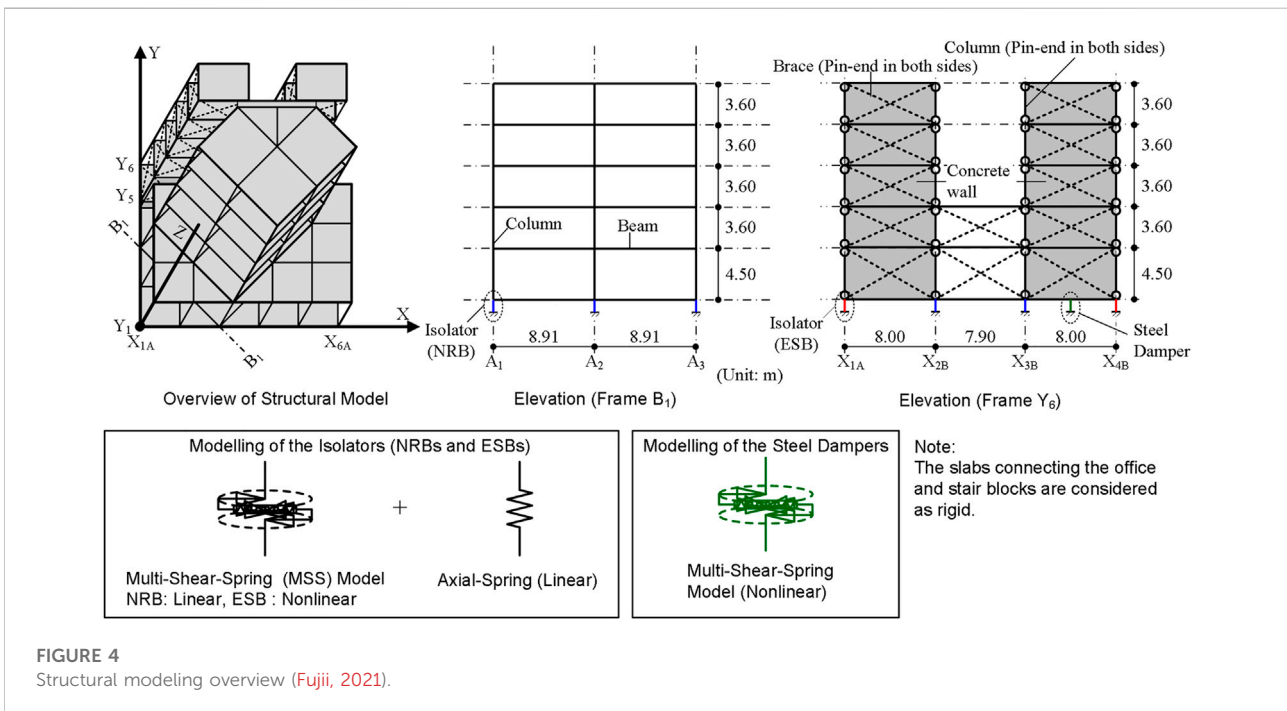 Y
Y6
Y5
B1
Z
Y1
X1A
X6A
X
B1
Overview of Structural Model
3.60
3.60
3.60
3.60
4.50
Column
Beam
Isolator
(NRB)
8.91
8.91
A1
A2
A3
(Unit: m)
Elevation (Frame B1)
Column (Pin-end in both sides)
Brace (Pin-end in both sides)
Concrete
wall
3.60
3.60
3.60
3.60
4.50
Isolator
(ESB)
8.00
7.90
8.00
Steel
Damper
X1A
X2B
X3B
X4B
Elevation (Frame Y6)
Modelling of the Isolators (NRBs and ESBs)
+
Multi-Shear-Spring (MSS) Model
NRB: Linear, ESB : Nonlinear
Axial-Spring (Linear)
Modelling of the Steel Dampers
Multi-Shear-Spring
Model (Nonlinear)
Note:
The slabs connecting the office
and stair blocks are considered
as rigid.
FIGURE 4
Structural modeling overview (Fujii, 2021).